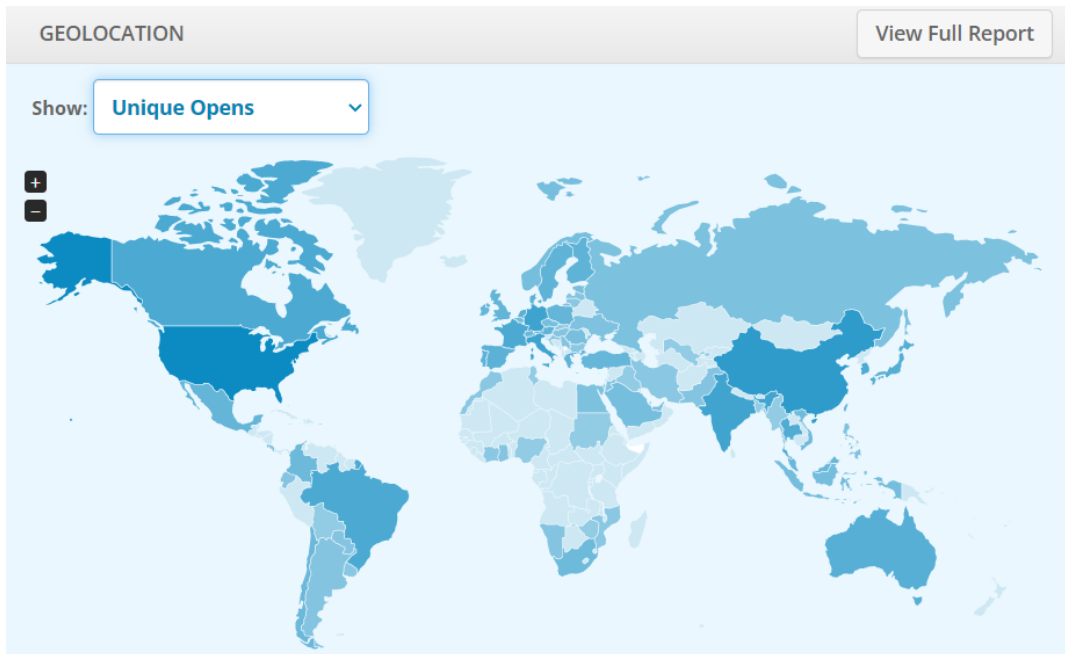 GEOLOCATION
View Full Report
Show:
Unique Opens
+
−